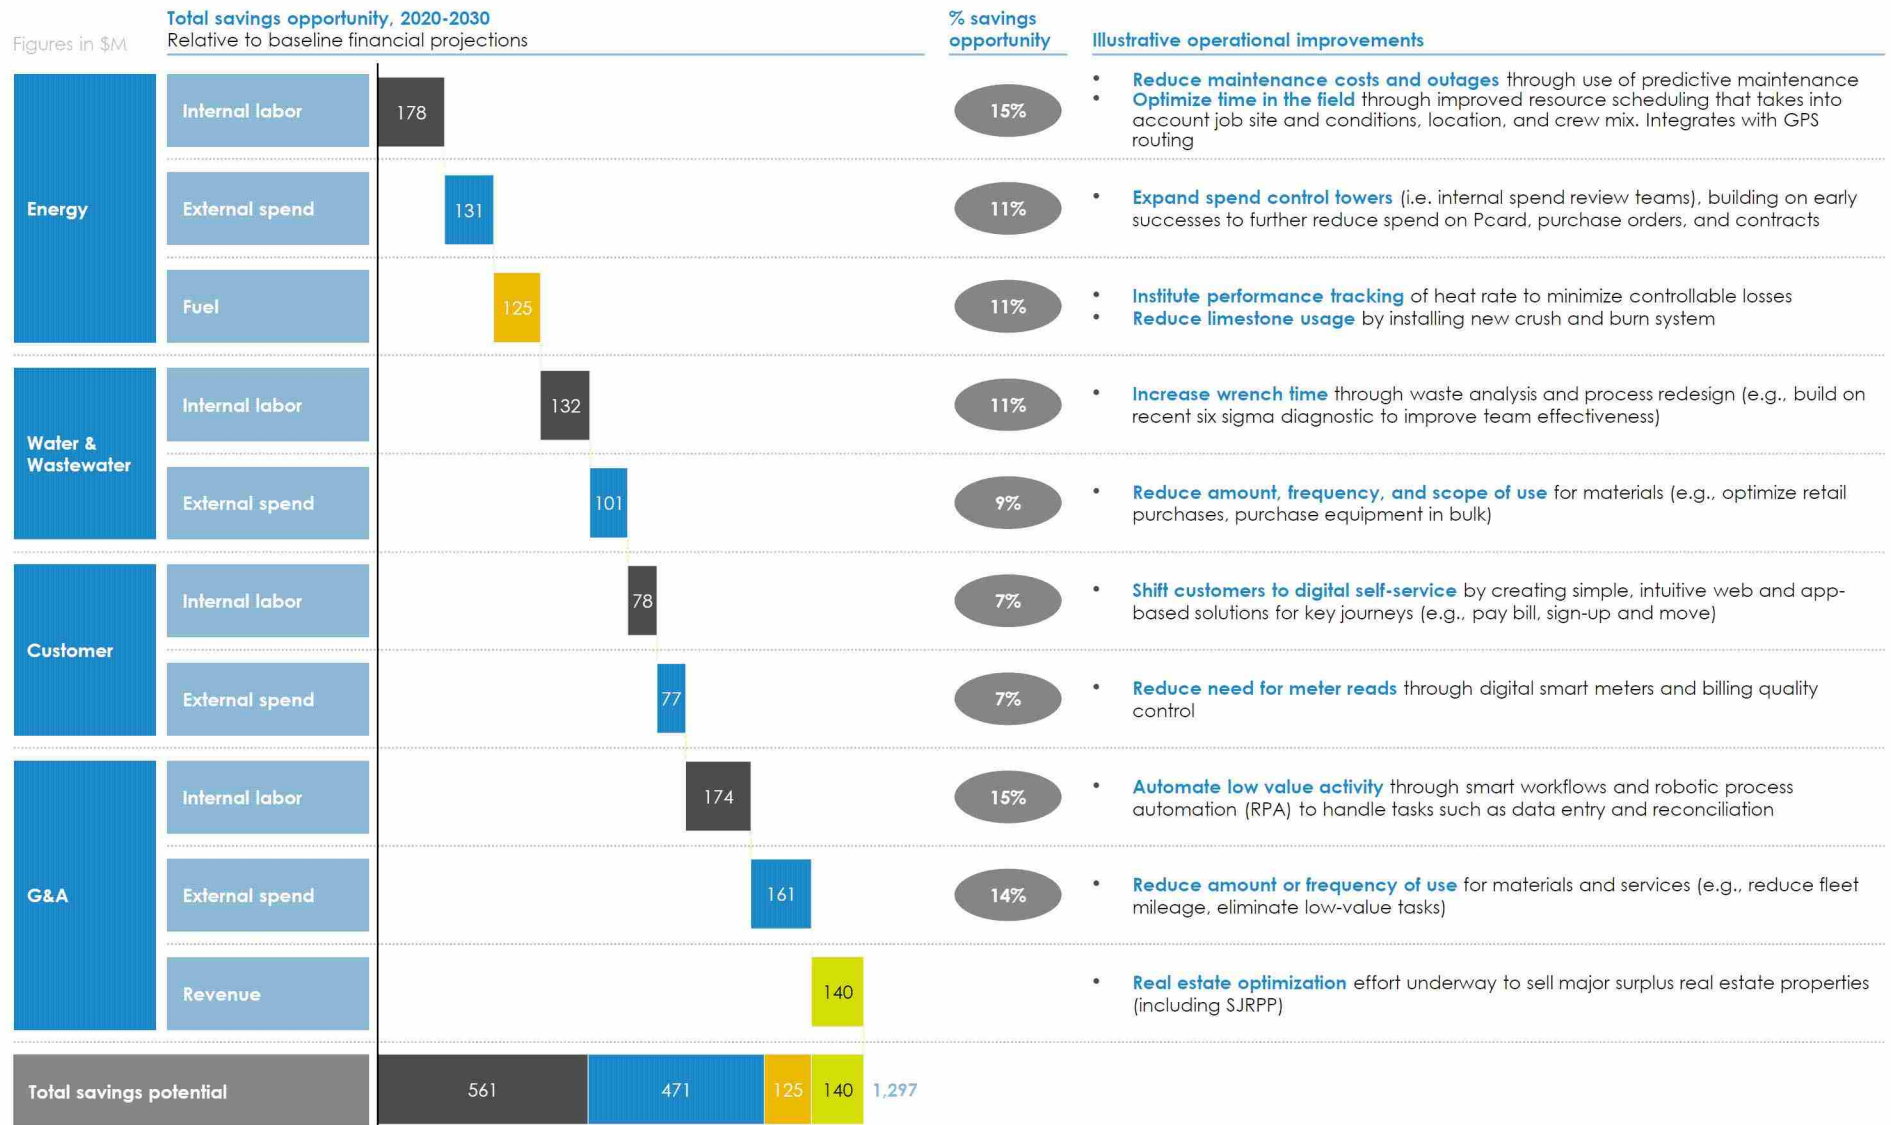 Figures in $M
Total savings opportunity, 2020-2030
Relative to baseline financial projections
% savings
opportunity
Illustrative operational improvements
Energy
Internal labor
178
15%
• Reduce maintenance costs and outages through use of predictive maintenance
• Optimize time in the field through improved resource scheduling that takes into
account job site and conditions, location, and crew mix. Integrates with GPS
routing
External spend
131
11%
• Expand spend control towers (i.e. internal spend review teams), building on early
successes to further reduce spend on Pcard, purchase orders, and contracts
Fuel
125
11%
• Institute performance tracking of heat rate to minimize controllable losses
• Reduce limestone usage by installing new crush and burn system
Water &
Wastewater
Internal labor
132
11%
• Increase wrench time through waste analysis and process redesign (e.g., build on
recent six sigma diagnostic to improve team effectiveness)
External spend
101
9%
• Reduce amount, frequency, and scope of use for materials (e.g., optimize retail
purchases, purchase equipment in bulk)
Customer
Internal labor
78
7%
• Shift customers to digital self-service by creating simple, intuitive web and app-
based solutions for key journeys (e.g., pay bill, sign-up and move)
External spend
77
7%
• Reduce need for meter reads through digital smart meters and billing quality
control
G&A
Internal labor
174
15%
• Automate low value activity through smart workflows and robotic process
automation (RPA) to handle tasks such as data entry and reconciliation
External spend
161
14%
• Reduce amount or frequency of use for materials and services (e.g., reduce fleet
mileage, eliminate low-value tasks)
Revenue
140
• Real estate optimization effort underway to sell major surplus real estate properties
(including SJRPP)
Total savings potential
561
471
125
140
1,297